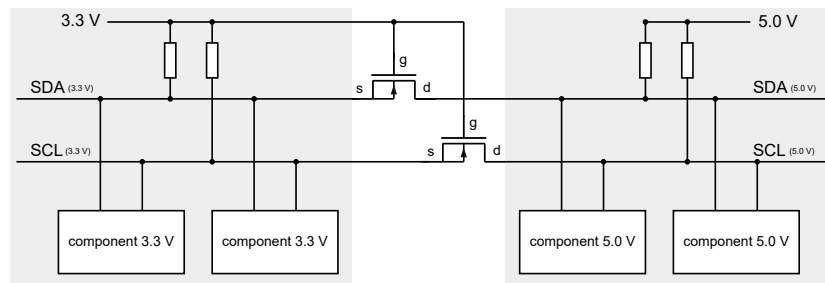 3.3 V
5.0 V
g
SDA (3.3 V)
s
d
SDA (5.0 V)
g
SCL (3.3 V)
s
d
SCL (5.0 V)
component 3.3 V
component 3.3 V
component 5.0 V
component 5.0 V